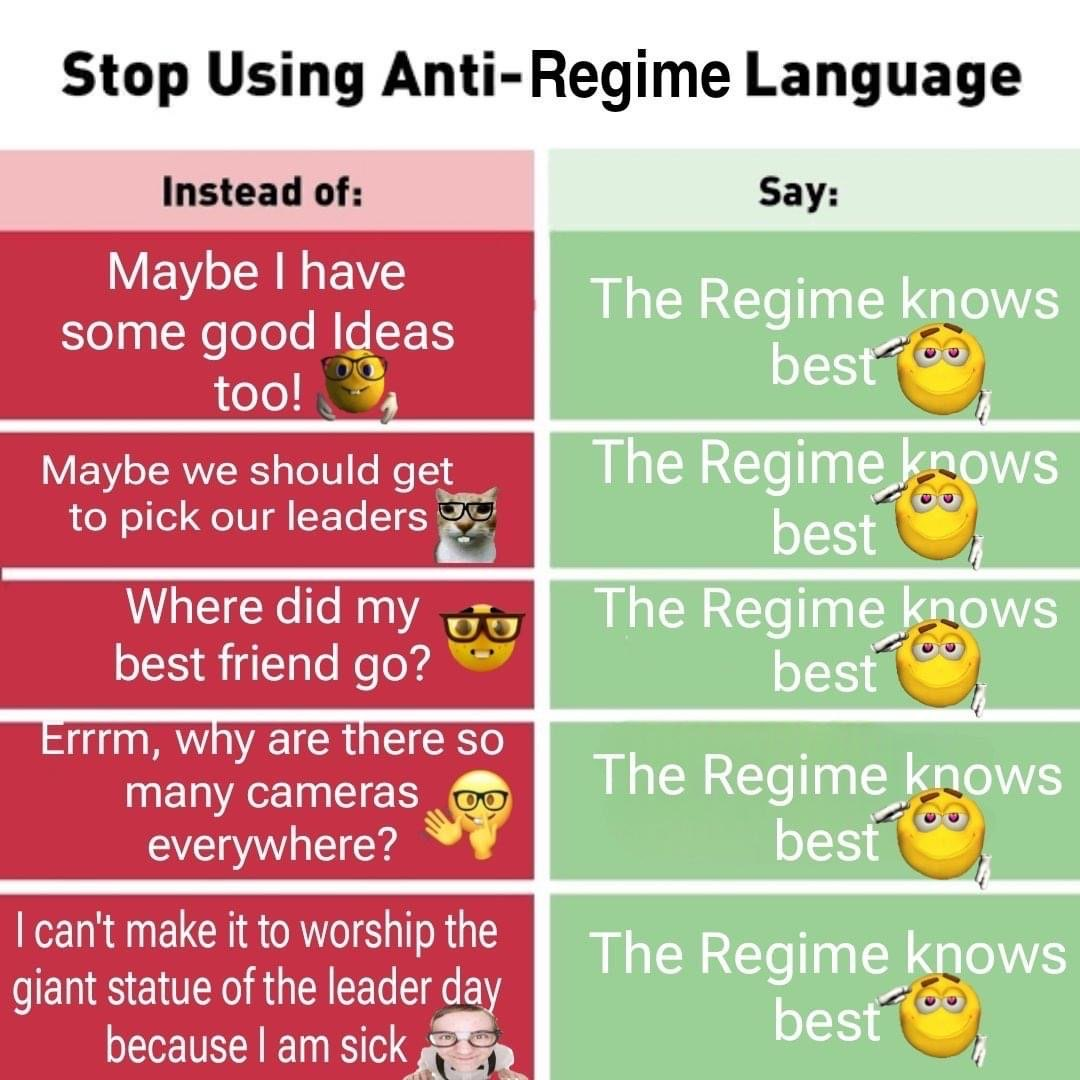 Stop Using Anti-Regime Language
Instead of:
Say:
Maybe I have
some good Ideas
too!
The Regime knows
best
Maybe we should get
to pick our leaders
The Regime knows
best
Where did my
best friend go?
The Regime knows
best
Errrm, why are there so
many cameras
everywhere?
The Regime knows
best
I can't make it to worship the
giant statue of the leader day
because I am sick
The Regime knows
best